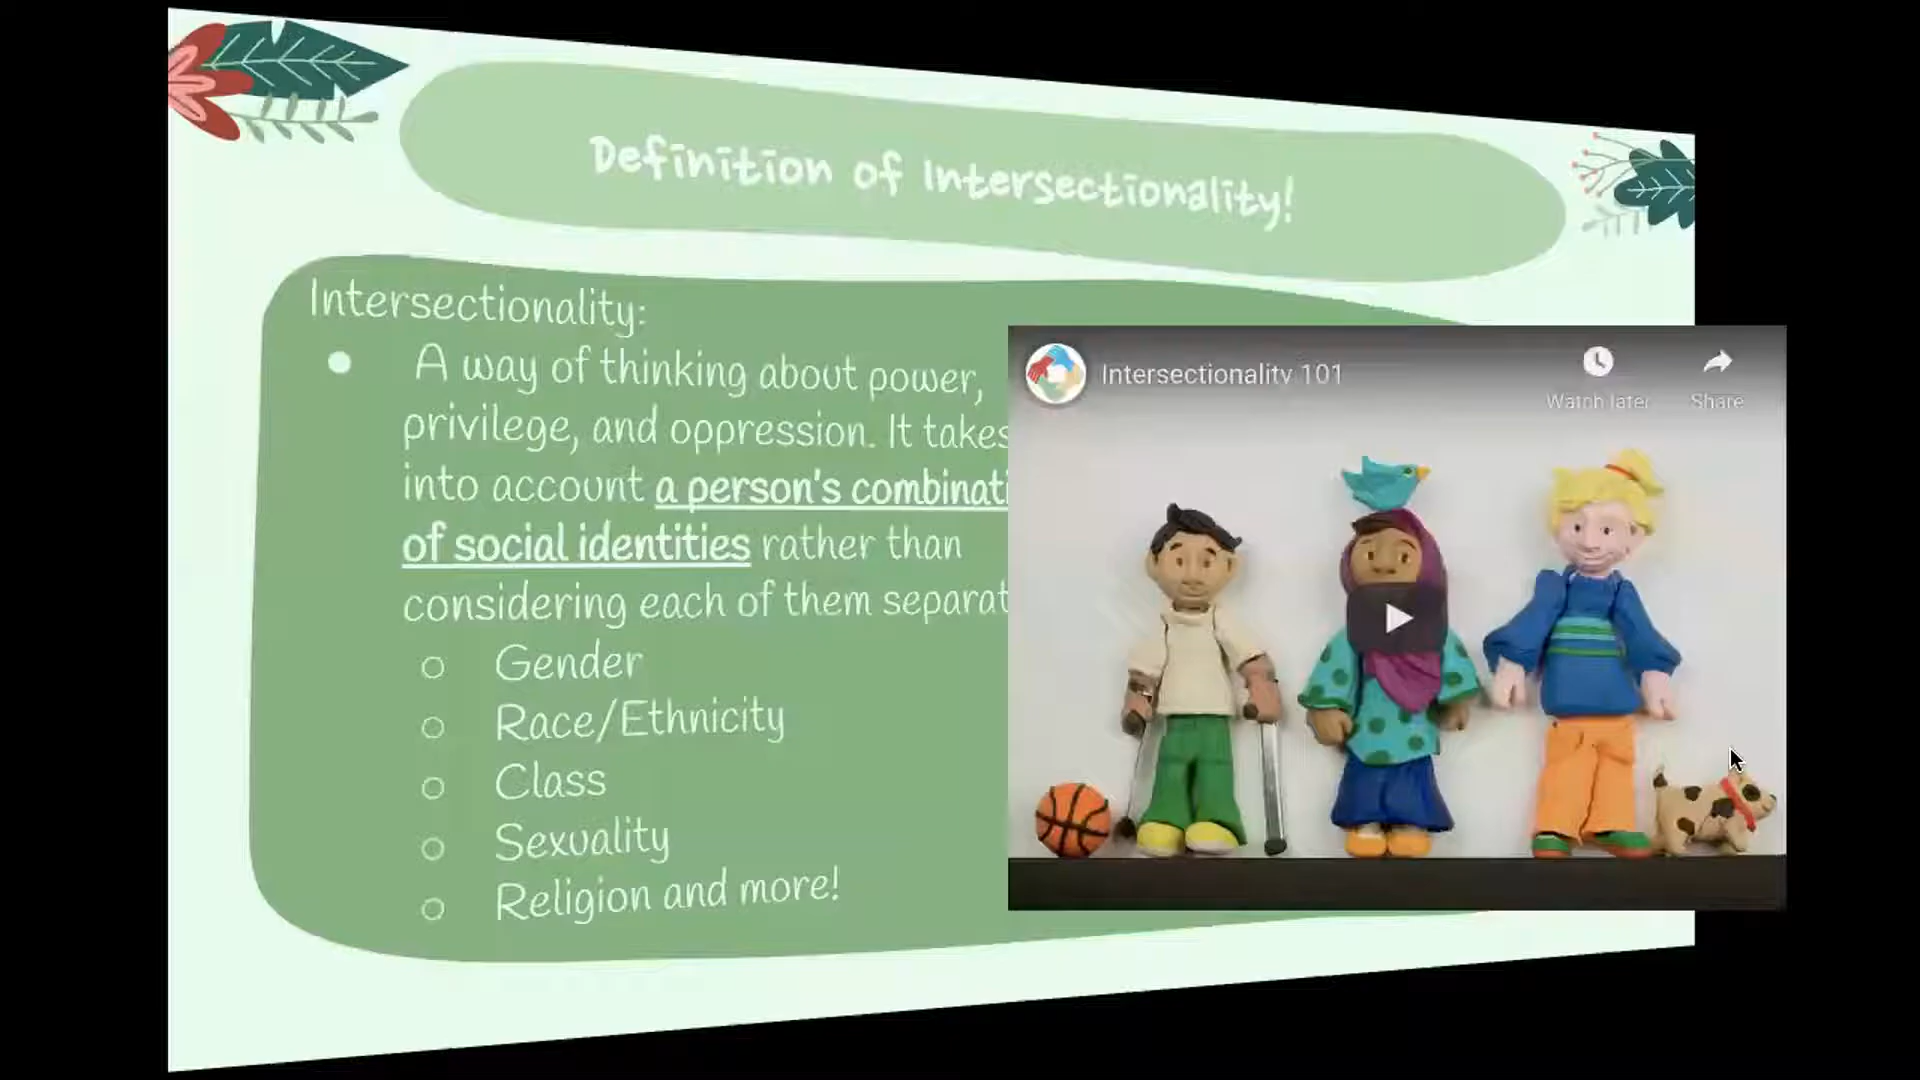 Definition of Intersectionality!
Intersectionality:
A way of thinking about power,
privilege, and oppression. It takes
into account a person's combinati
of social identities rather than
considering each of them separat
Gender
Race/Ethnicity
Class
Sexuality
Religion and more!
Intersectionality 101
Watch later
Share